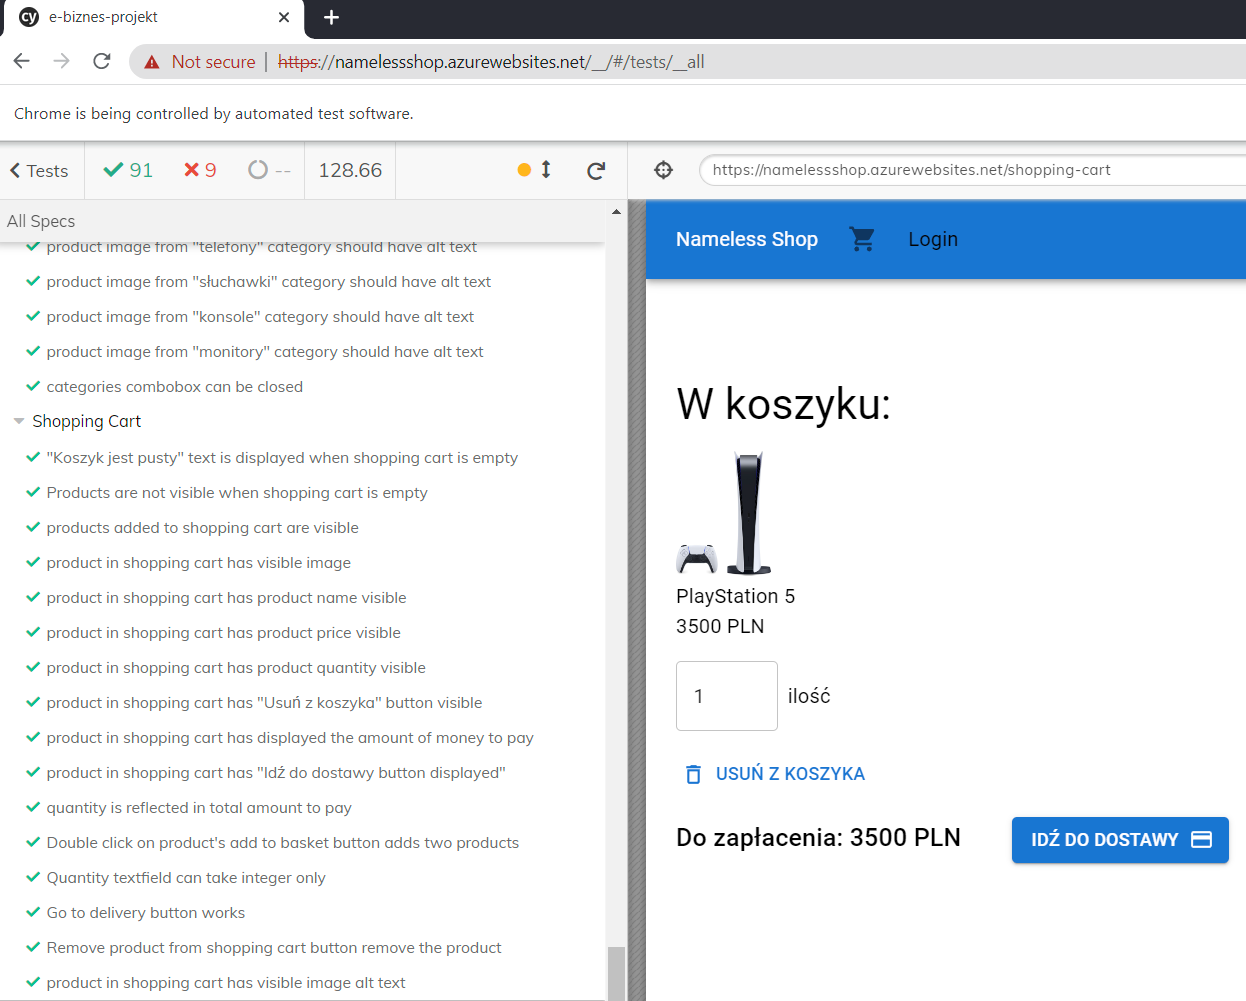 cy e-biznes-projekt
Not secure https://namelessshop.azurewebsites.net/__/#/tests/__all
Chrome is being controlled by automated test software.
Tests 91 9 -- 128.66
https://namelessshop.azurewebsites.net/shopping-cart
All Specs
product image from "telefony" category should have alt text
product image from "słuchawki" category should have alt text
product image from "konsole" category should have alt text
product image from "monitory" category should have alt text
categories combobox can be closed
Shopping Cart
"Koszyk jest pusty" text is displayed when shopping cart is empty
Products are not visible when shopping cart is empty
products added to shopping cart are visible
product in shopping cart has visible image
product in shopping cart has product name visible
product in shopping cart has product price visible
product in shopping cart has product quantity visible
product in shopping cart has "Usuń z koszyka" button visible
product in shopping cart has displayed the amount of money to pay
product in shopping cart has "Idź do dostawy button displayed"
quantity is reflected in total amount to pay
Double click on product's add to basket button adds two products
Quantity textfield can take integer only
Go to delivery button works
Remove product from shopping cart button remove the product
product in shopping cart has visible image alt text
Nameless Shop Login
W koszyku:
PlayStation 5
3500 PLN
1 ilość
USUŃ Z KOSZYKA
Do zapłacenia: 3500 PLN
IDŹ DO DOSTAWY